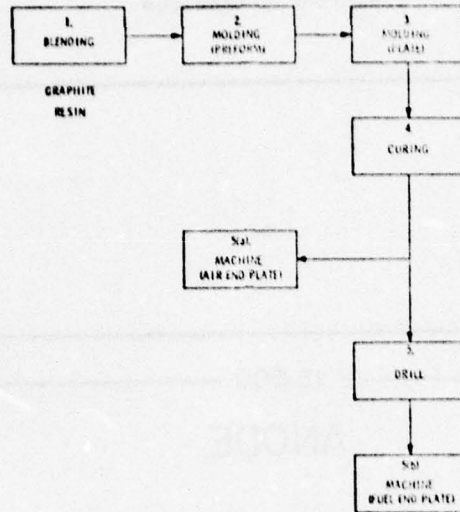 1.
BLENDING
2.
MOLDING
(PREFORM)
3.
MOLDING
(PLATE)
GRAPHITE
RESIN
4.
CURING
5(a).
MACHINE
(AIR END PLATE)
5.
DRILL
5(b)
MACHINE
(FUEL END PLATE)
ANODE